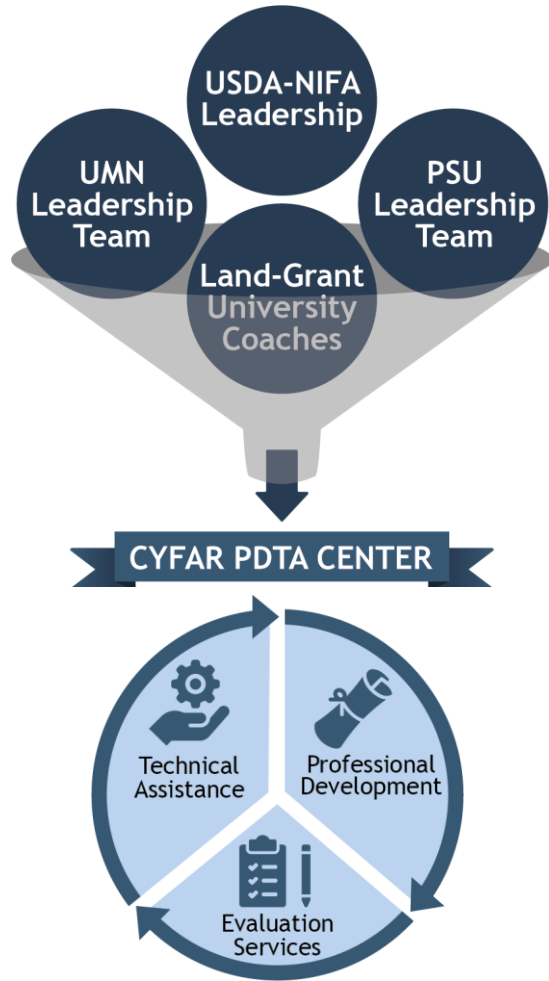 USDA-NIFA
Leadership
UMN
Leadership
Team
PSU
Leadership
Team
Land-Grant
University
Coaches
CYFAR PDTA CENTER
Technical
Assistance
Professional
Development
Evaluation
Services